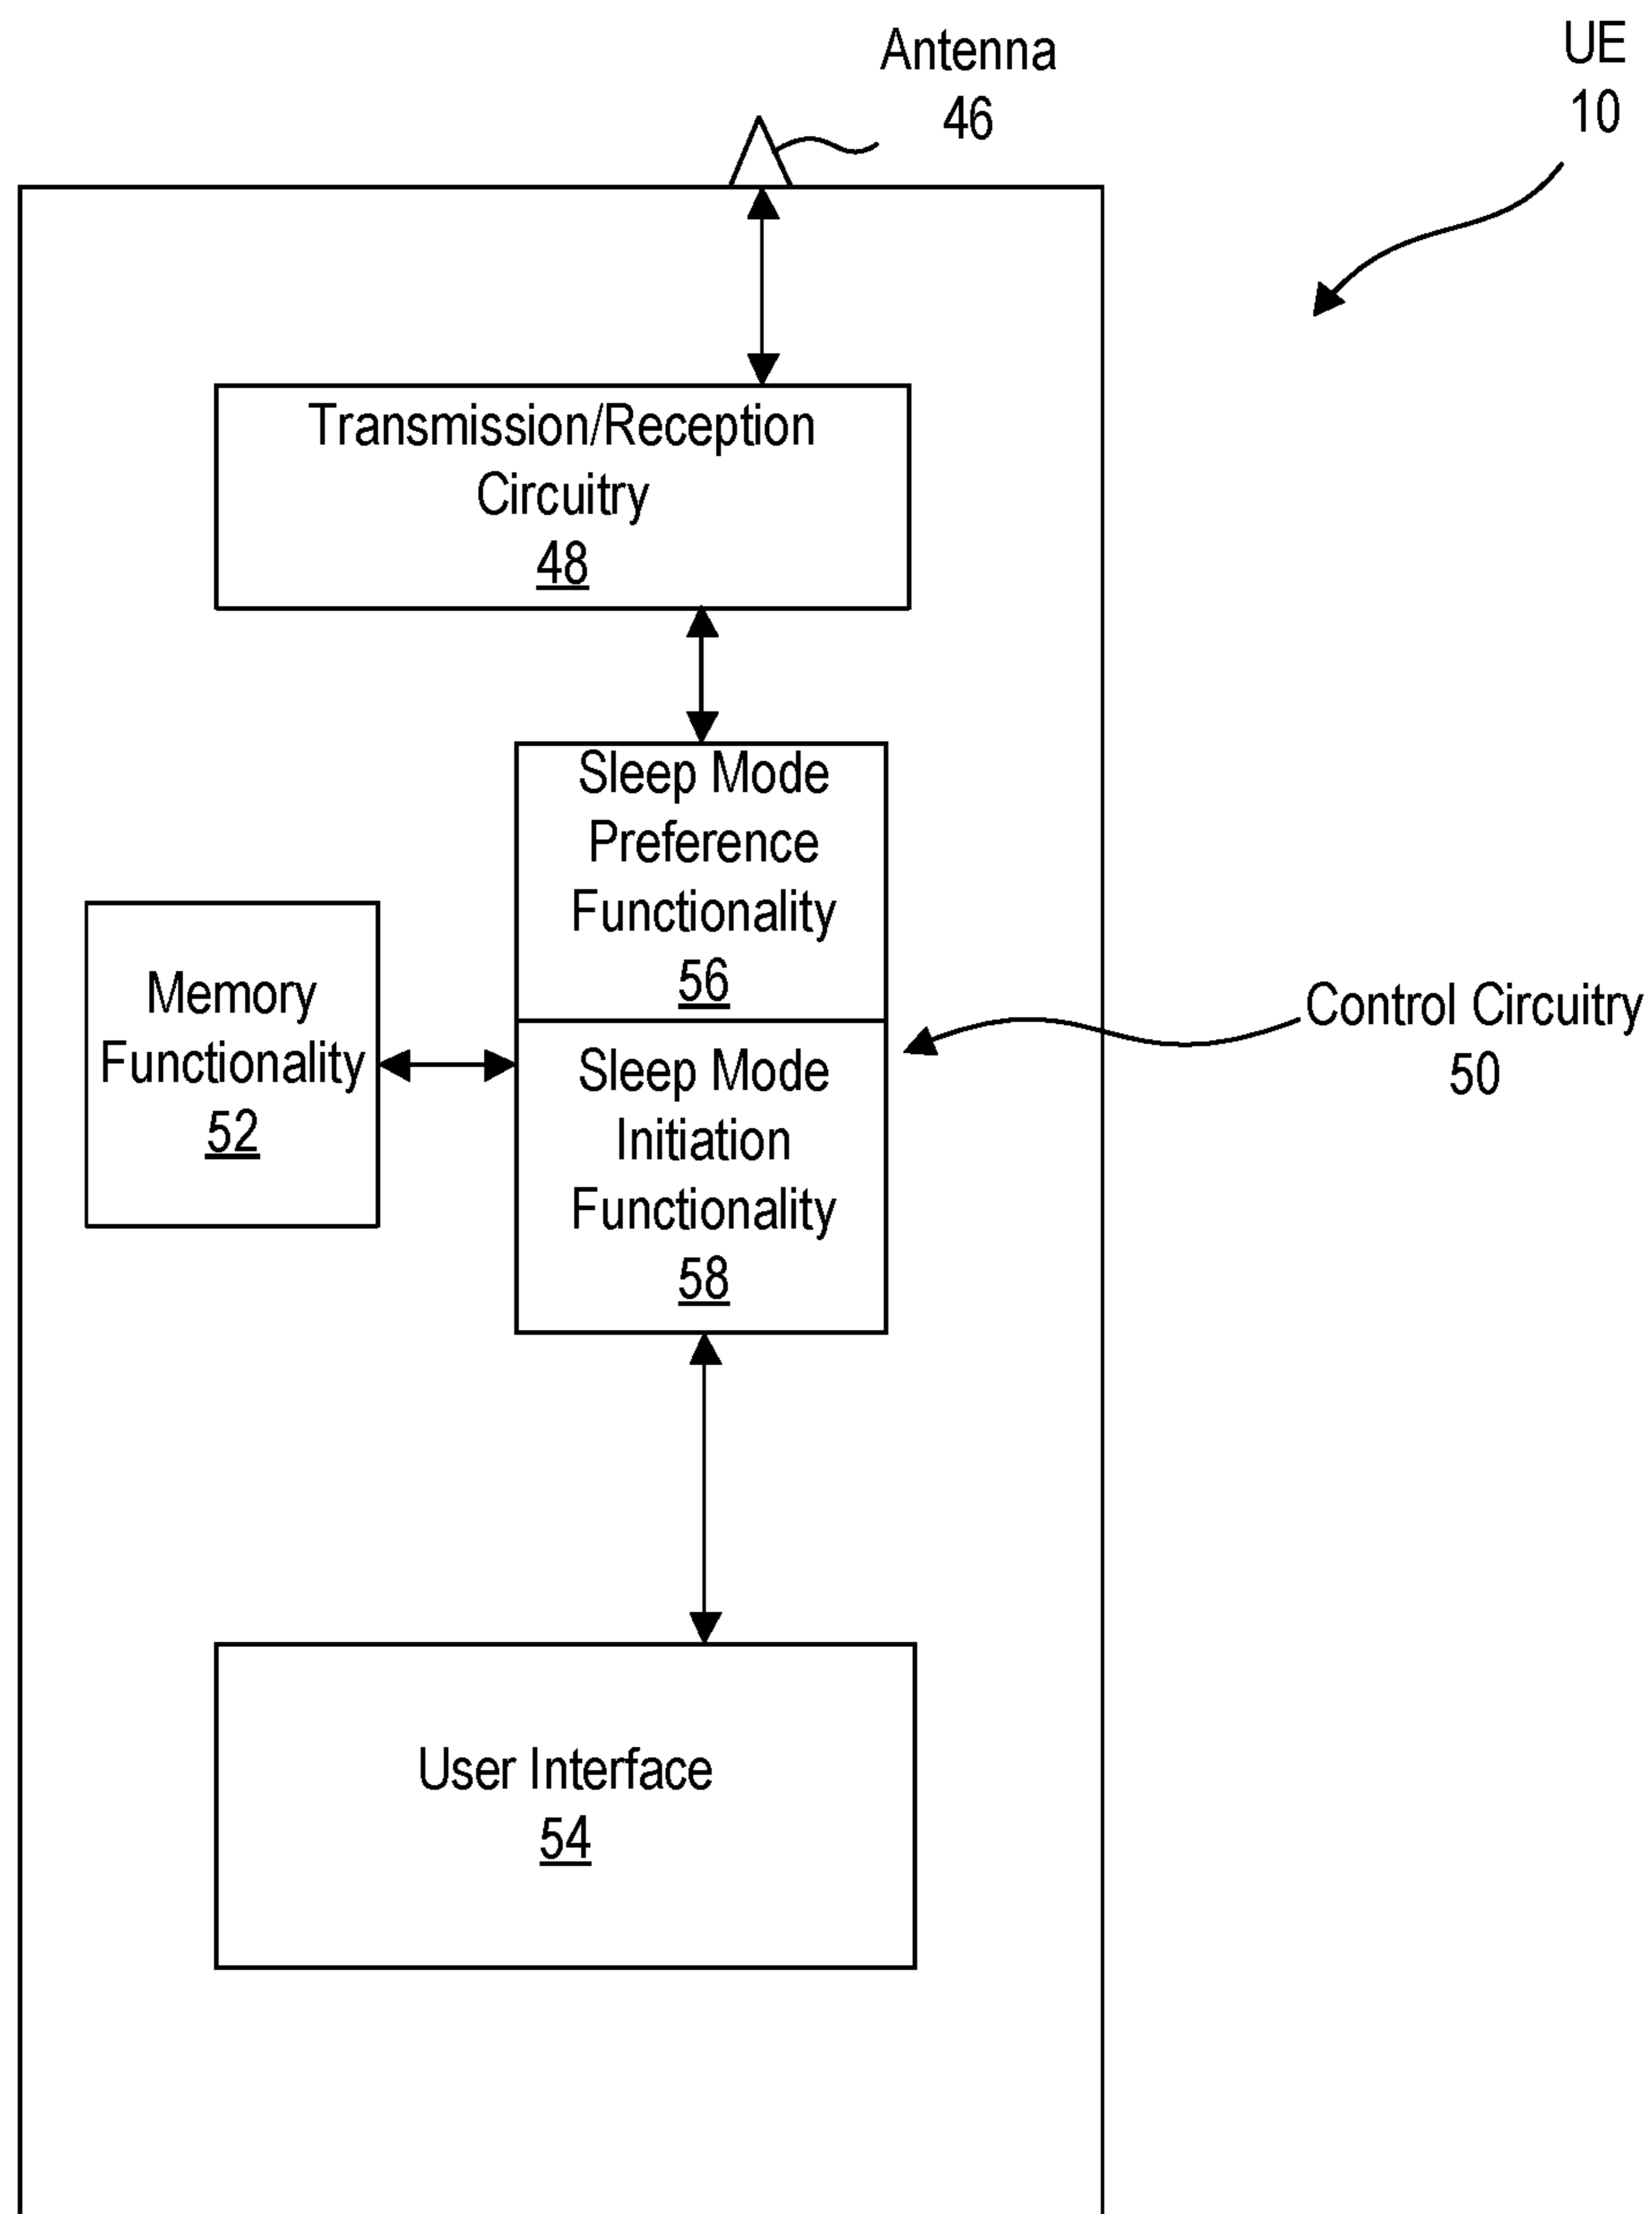 Antenna
46
UE
10
Transmission/Reception
Circuitry
48
Sleep Mode
Preference
Functionality
56
Memory
Functionality
52
Sleep Mode
Initiation
Functionality
58
Control Circuitry
50
User Interface
54